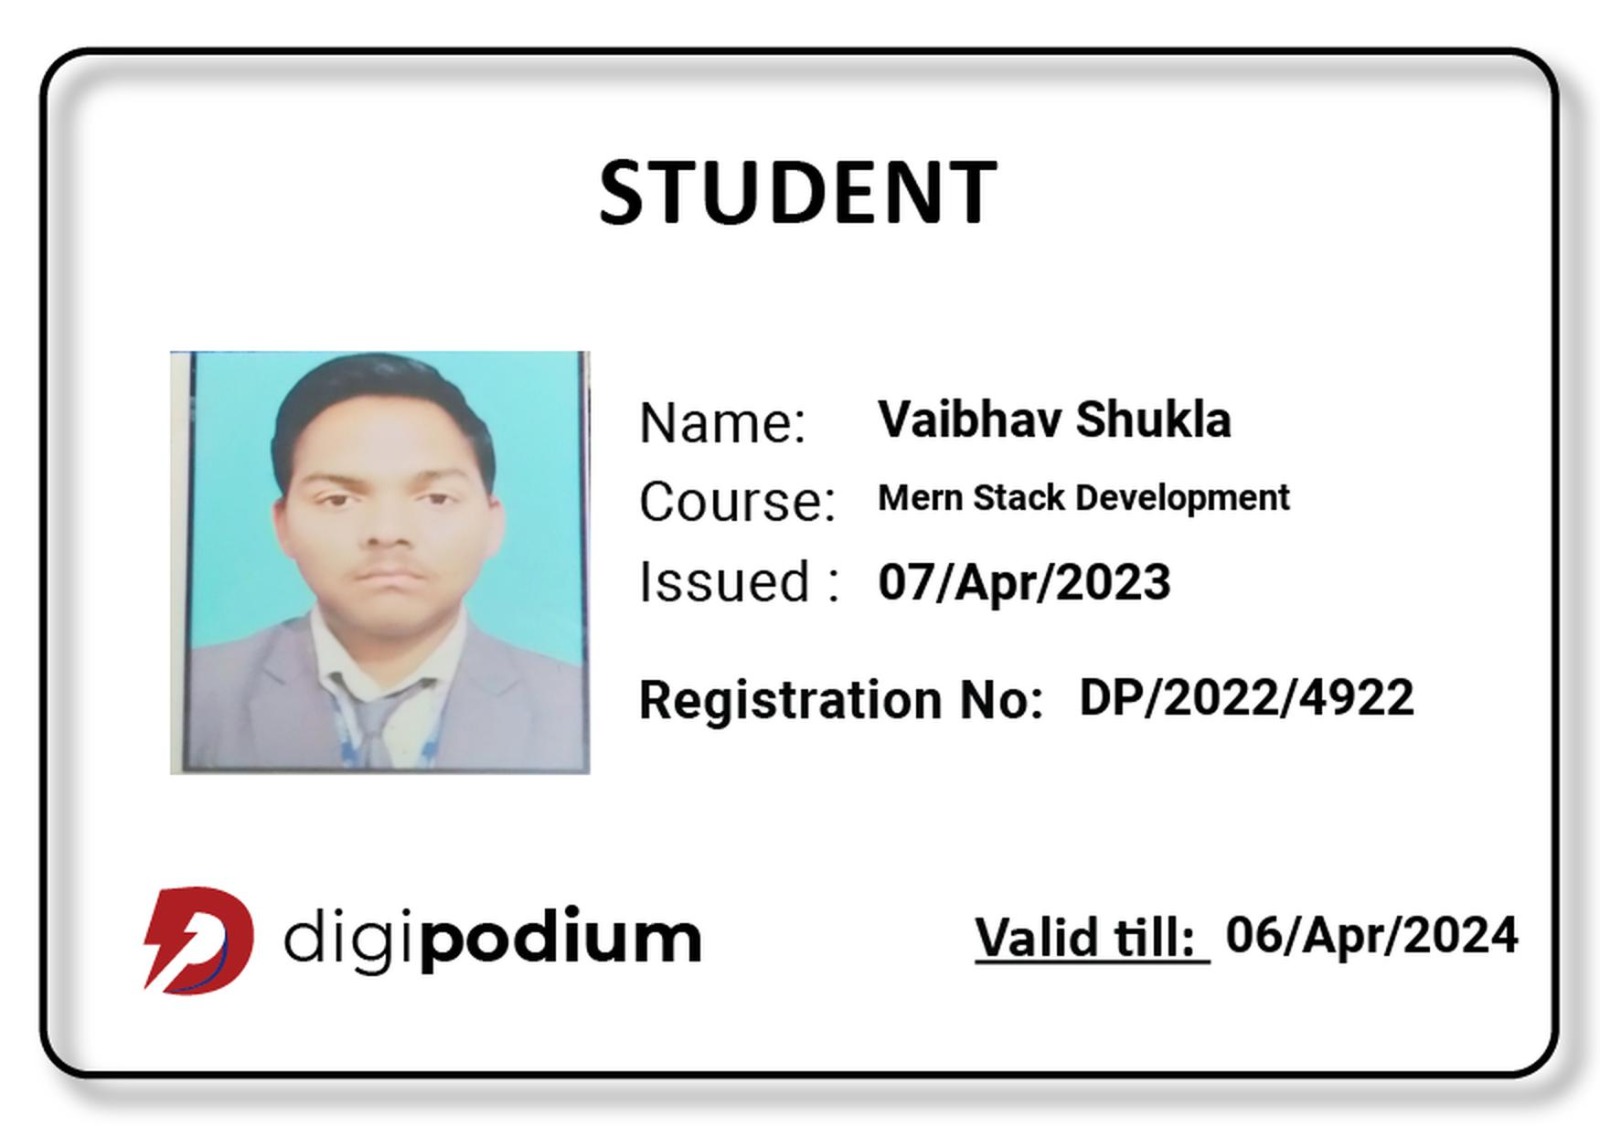 STUDENT
Name: Vaibhav Shukla
Course: Mern Stack Development
Issued : 07/Apr/2023
Registration No: DP/2022/4922
digipodium
Valid till: 06/Apr/2024